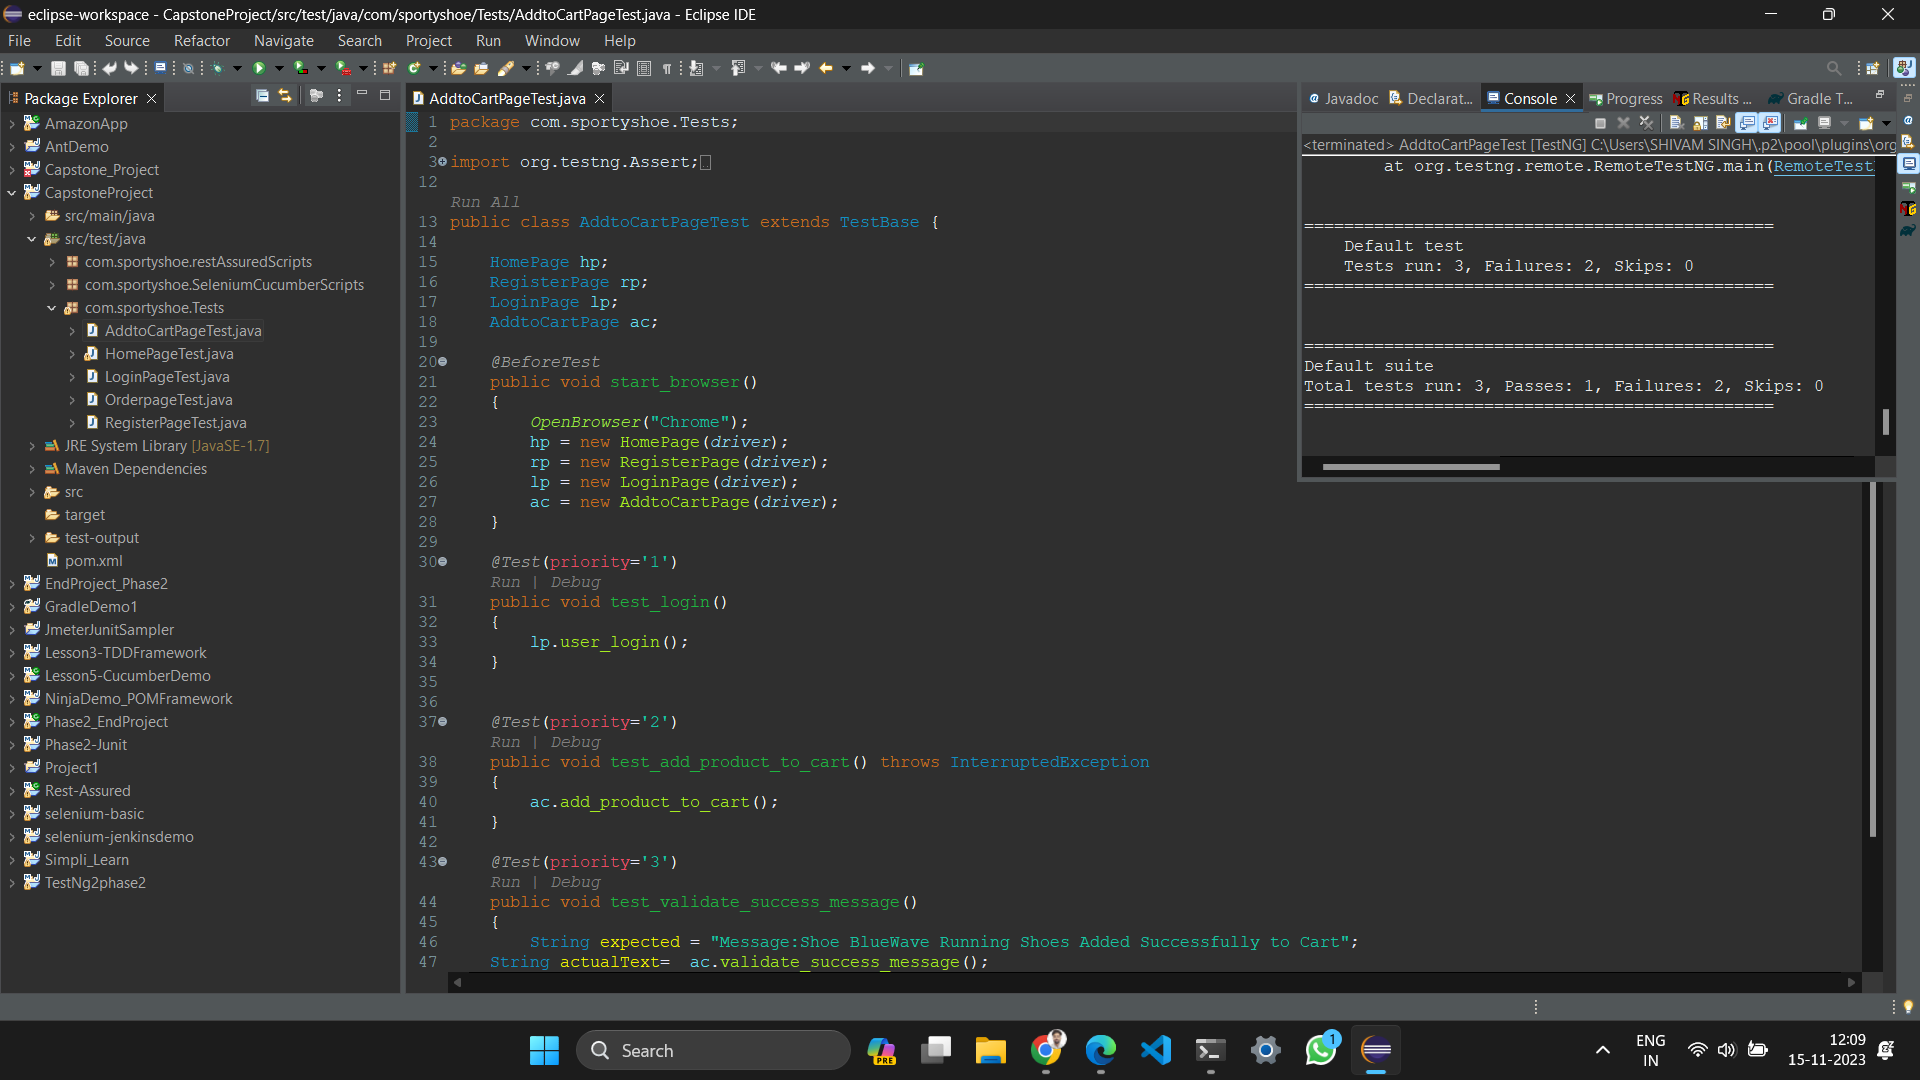 eclipse-workspace - CapstoneProject/src/test/java/com/sportyshoe/Tests/AddtoCartPageTest.java - Eclipse IDE
File Edit Source Refactor Navigate Search Project Run Window Help
Package Explorer
AmazonApp
AntDemo
Capstone_Project
CapstoneProject
src/main/java
src/test/java
com.sportyshoe.restAssuredScripts
com.sportyshoe.SeleniumCucumberScripts
com.sportyshoe.Tests
AddtoCartPageTest.java
HomePageTest.java
LoginPageTest.java
OrderpageTest.java
RegisterPageTest.java
JRE System Library [JavaSE-1.7]
Maven Dependencies
src
target
test-output
pom.xml
EndProject_Phase2
GradleDemo1
JmeterJunitSampler
Lesson3-TDDFramework
Lesson5-CucumberDemo
NinjaDemo_POMFramework
Phase2_EndProject
Phase2-Junit
Project1
Rest-Assured
selenium-basic
selenium-jenkinsdemo
Simpli_Learn
TestNg2phase2
AddtoCartPageTest.java
1 package com.sportyshoe.Tests;
2
3 import org.testng.Assert;
12
Run All
13 public class AddtoCartPageTest extends TestBase {
14
15 HomePage hp;
16 RegisterPage rp;
17 LoginPage lp;
18 AddtoCartPage ac;
19
20 @BeforeTest
21 public void start_browser()
22 {
23 OpenBrowser("Chrome");
24 hp = new HomePage(driver);
25 rp = new RegisterPage(driver);
26 lp = new LoginPage(driver);
27 ac = new AddtoCartPage(driver);
28 }
29
30 @Test(priority='1')
Run | Debug
31 public void test_login()
32 {
33 lp.user_login();
34 }
35
36
37 @Test(priority='2')
Run | Debug
38 public void test_add_product_to_cart() throws InterruptedException
39 {
40 ac.add_product_to_cart();
41 }
42
43 @Test(priority='3')
Run | Debug
44 public void test_validate_success_message()
45 {
46 String expected = "Message:Shoe BlueWave Running Shoes Added Successfully to Cart";
47 String actualText= ac.validate_success_message();
Javadoc Declarat... Console Progress Results ... Gradle T...
<terminated> AddtoCartPageTest [TestNG] C:\Users\SHIVAM SINGH\.p2\pool\plugins\org
at org.testng.remote.RemoteTestNG.main(RemoteTest
===============================================
Default test
Tests run: 3, Failures: 2, Skips: 0
===============================================
===============================================
Default suite
Total tests run: 3, Passes: 1, Failures: 2, Skips: 0
===============================================
Search
PRE
1
ENG
IN
12:09
15-11-2023